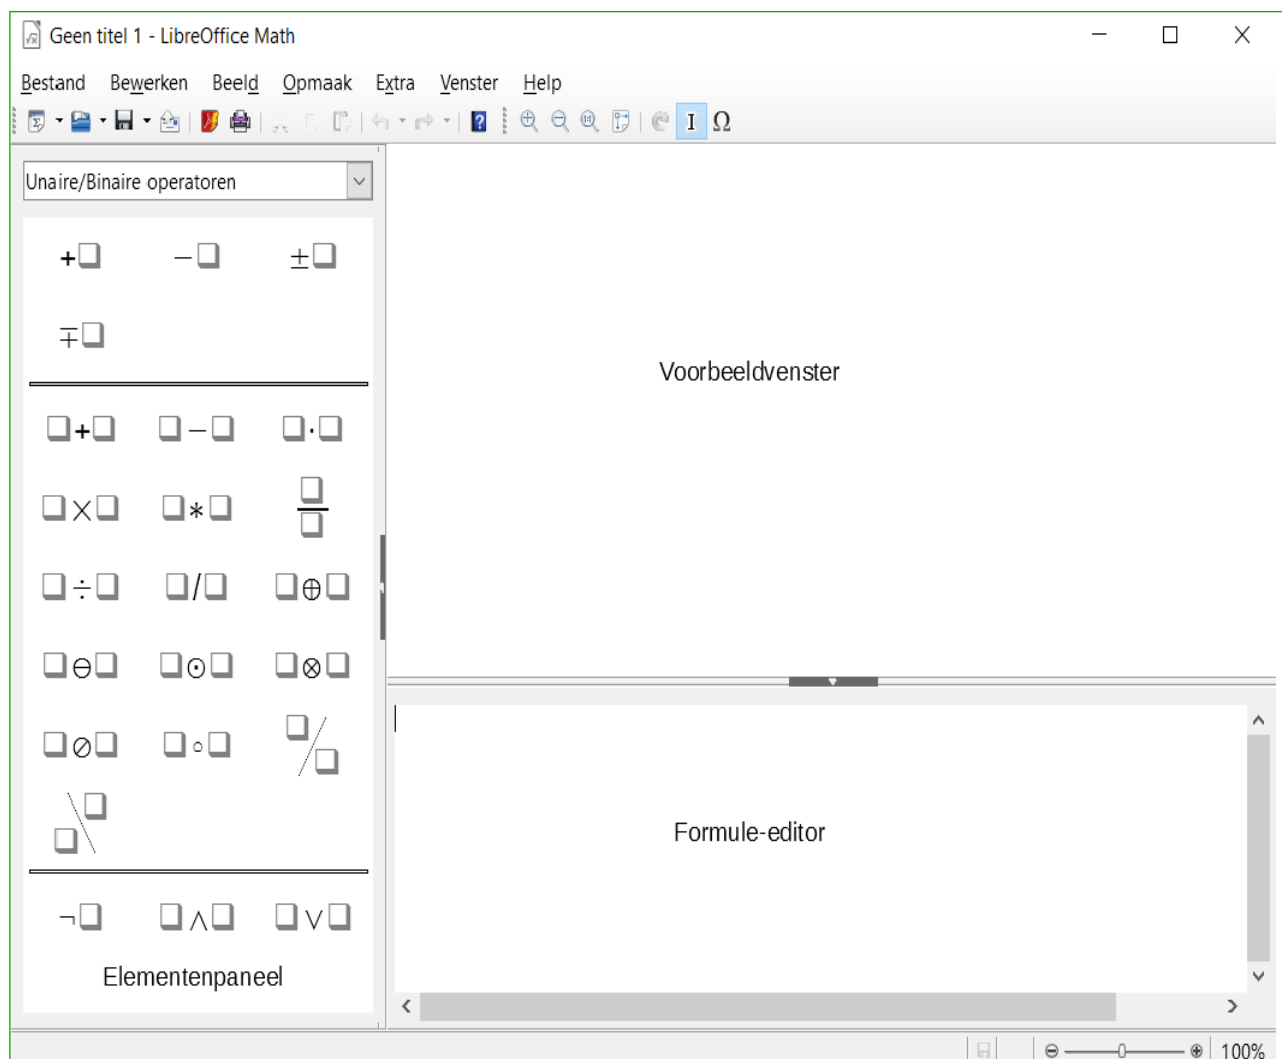 Geen titel 1 - LibreOffice Math
Bestand Bewerken Beeld Opmaak Extra Venster Help
Unaire/Binaire operatoren
+□ −□ ±□
∓□
Voorbeeldvenster
□+□ □−□ □·□
□×□ □∗□ □/□
□÷□ □/□ □⊕□
□⊖□ □⊙□ □⊗□
□⊘□ □∘□ □/□
□\□
Formule-editor
¬□ □∧□ □∨□
Elementenpaneel
100%